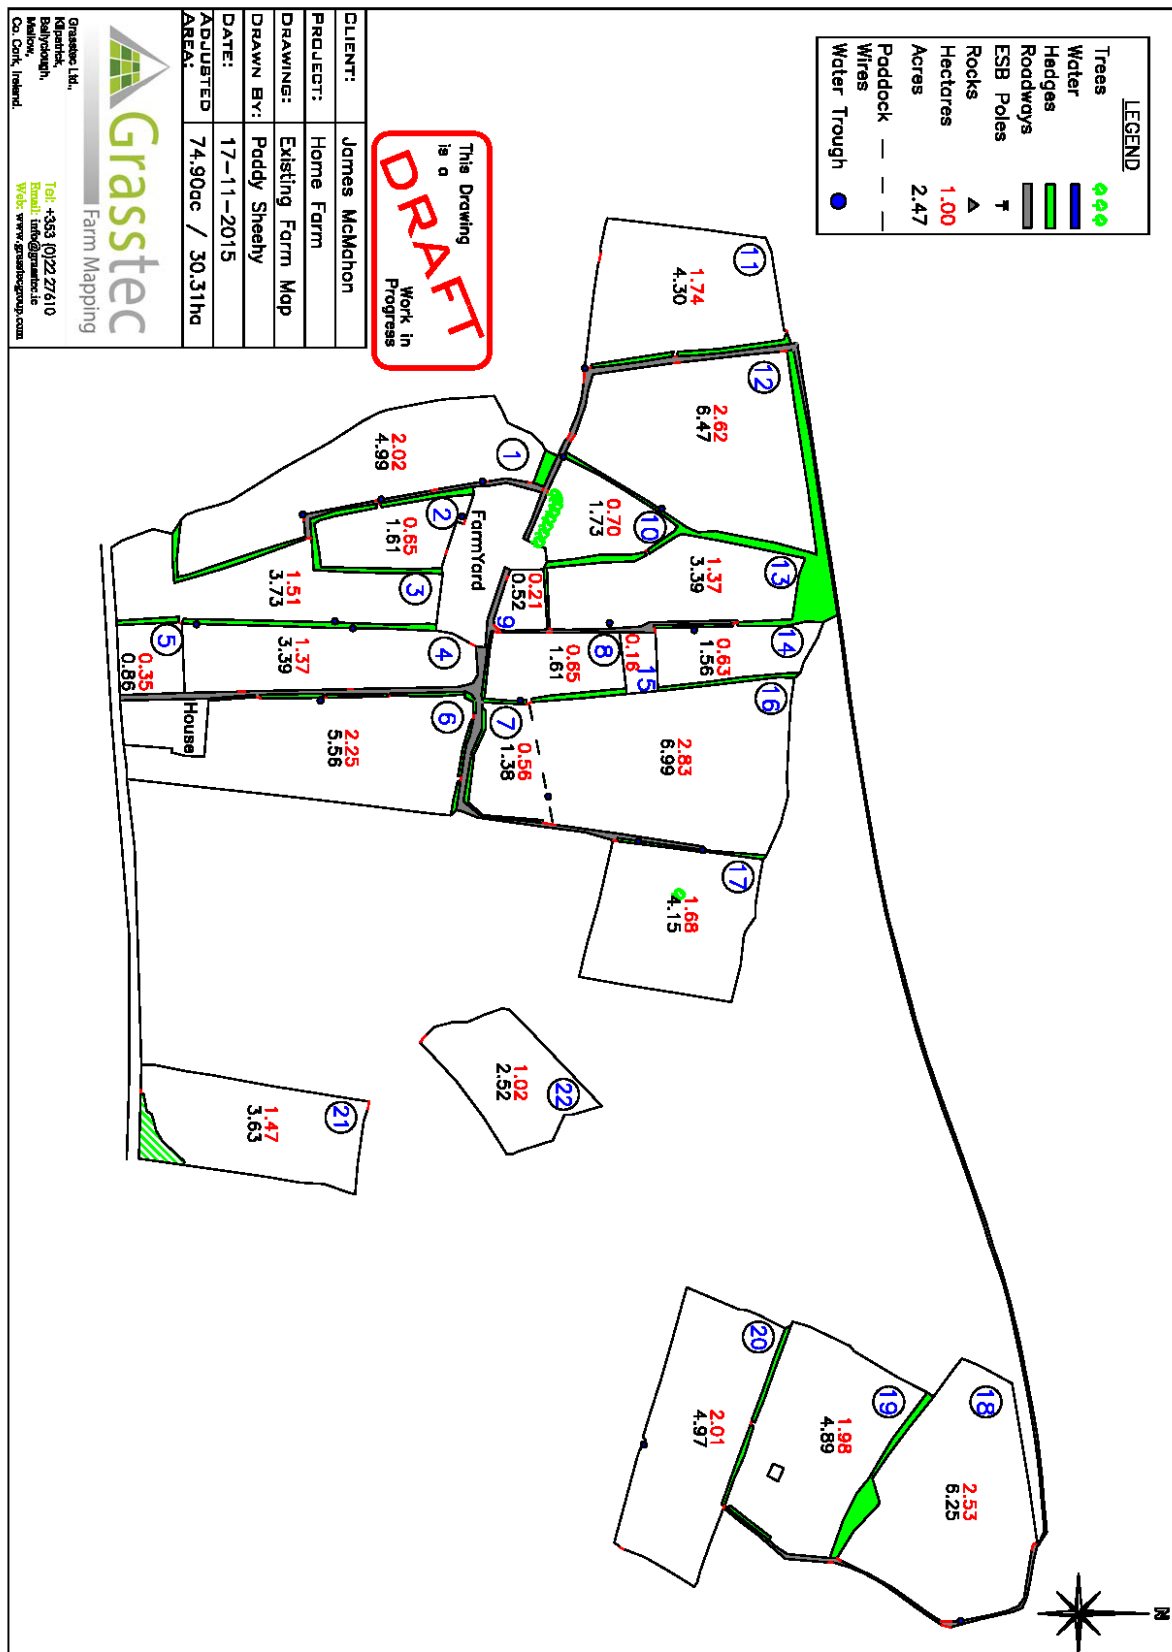 LEGEND
Trees
Water
Hedges
Roadways
ESB Poles
Rocks
Hectares 1.00
Acres 2.47
Paddock Wires
Water Trough
N
This Drawing
is a
DRAFT
Work in
Progress
CLIENT: James McMahon
PROJECT: Home Farm
DRAWING: Existing Farm Map
DRAWN BY: Paddy Sheehy
DATE: 17-11-2015
ADJUSTED AREA: 74.90ac / 30.31ha
Grasstec
Farm Mapping
Grasstec Ltd.,
Kilpatrick,
Ballyclough,
Mallow,
Co. Cork, Ireland.
Tel: +353 (0)22 27610
Email: info@grasstec.ie
Web: www.grasstecgroup.com
11
1.74
4.30
12
2.62
6.47
1
2.02
4.99
10
0.70
1.73
2
0.65
1.61
FarmYard
13
1.37
3.39
3
1.51
3.73
9
0.21
0.52
14
0.63
1.56
15
0.16
8
0.65
1.61
4
1.37
3.39
5
0.35
0.86
House
16
2.83
6.99
7
0.56
1.38
6
2.25
5.56
17
1.68
4.15
22
1.02
2.52
21
1.47
3.63
20
2.01
4.97
19
1.98
4.89
18
2.53
6.25